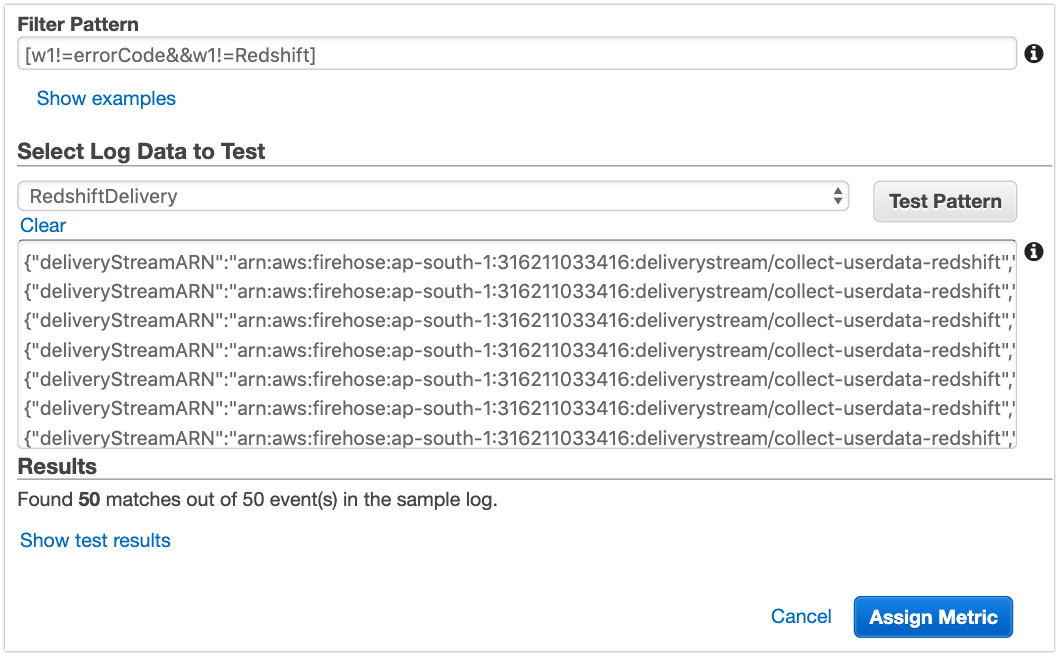 Filter Pattern
[w1!=errorCode&&w1!=Redshift]
Show examples
Select Log Data to Test
RedshiftDelivery
Test Pattern
Clear
{"deliveryStreamARN":"arn:aws:firehose:ap-south-1:316211033416:deliverystream/collect-userdata-redshift","
{"deliveryStreamARN":"arn:aws:firehose:ap-south-1:316211033416:deliverystream/collect-userdata-redshift","
{"deliveryStreamARN":"arn:aws:firehose:ap-south-1:316211033416:deliverystream/collect-userdata-redshift","
{"deliveryStreamARN":"arn:aws:firehose:ap-south-1:316211033416:deliverystream/collect-userdata-redshift","
{"deliveryStreamARN":"arn:aws:firehose:ap-south-1:316211033416:deliverystream/collect-userdata-redshift","
{"deliveryStreamARN":"arn:aws:firehose:ap-south-1:316211033416:deliverystream/collect-userdata-redshift","
{"deliveryStreamARN":"arn:aws:firehose:ap-south-1:316211033416:deliverystream/collect-userdata-redshift","
Results
Found 50 matches out of 50 event(s) in the sample log.
Show test results
Cancel
Assign Metric